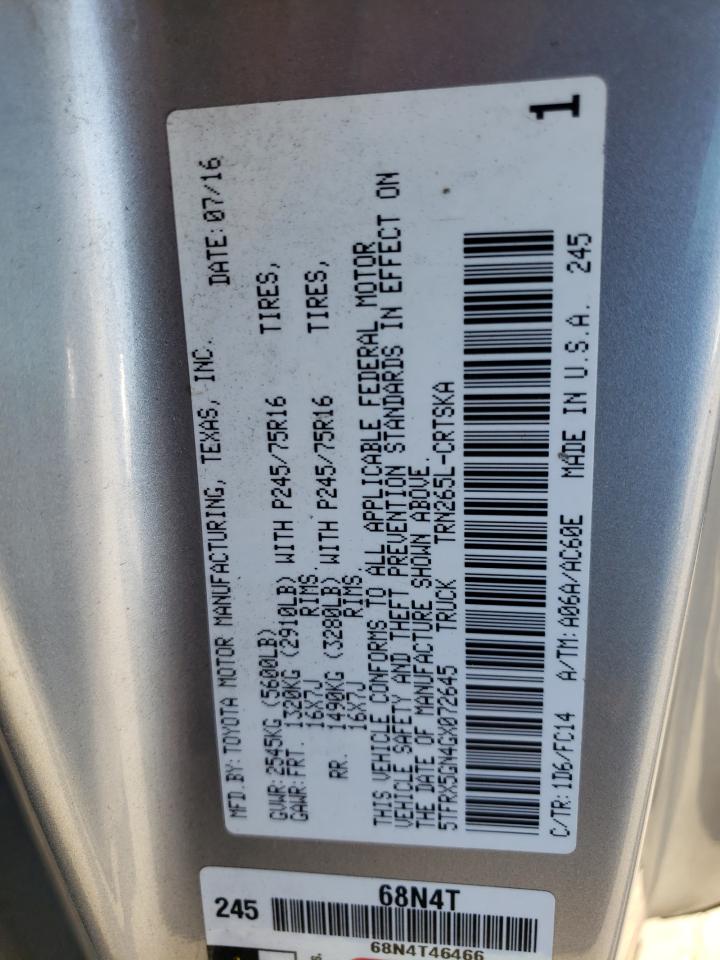 MFD.BY: TOYOTA MOTOR MANUFACTURING, TEXAS, INC. DATE: 07/16
GVWR: 2545KG (5600LB)
GAWR: FRT. 1320KG (2910LB) WITH P245/75R16 TIRES,
16X7J RIMS.
RR. 1490KG (3280LB) WITH P245/75R16 TIRES,
16X7J RIMS.
THIS VEHICLE CONFORMS TO ALL APPLICABLE FEDERAL MOTOR
VEHICLE SAFETY AND THEFT PREVENTION STANDARDS IN EFFECT ON
THE DATE OF MANUFACTURE SHOWN ABOVE.
5TFRX5GN4GX072645 TRUCK TRN265L-CRTSKA
C/TR: 1D6/FC14 A/TM: A06A/AC60E MADE IN U.S.A. 245
1
68N4T
245
68N4T46466